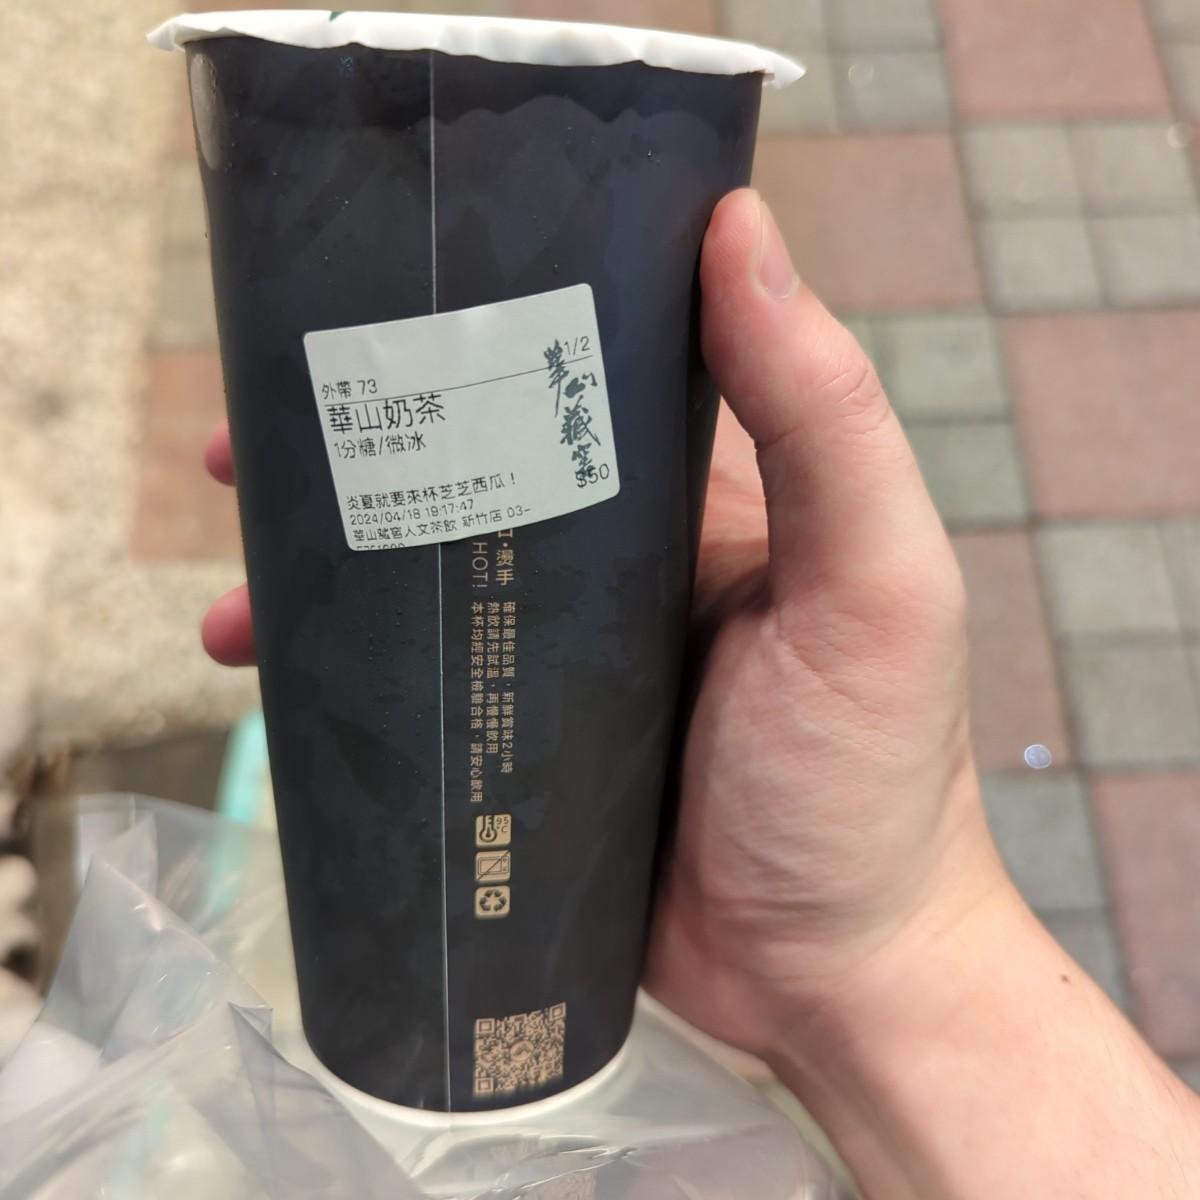 1/2
外帶 73
華山奶茶
1分糖/微冰
華山藏窖
$50
炎夏就要來杯芝芝西瓜！
2024/04/18 19:17:47
華山藏窖人文茶飲 新竹店 03-
HOT!
確保最佳品質，新鮮賞味2小時
熱飲請先試溫，再慢慢飲用
本杯均經安全檢驗合格，請安心飲用
95°C